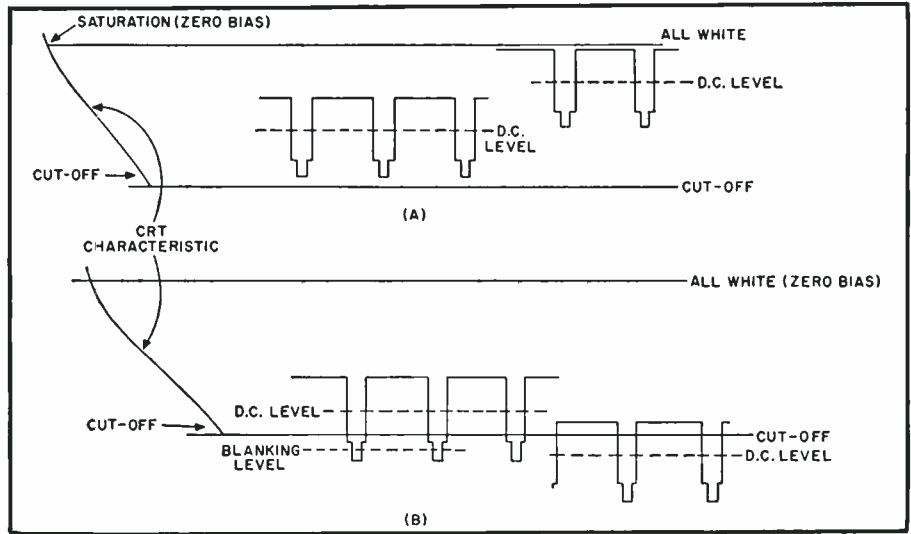 SATURATION (ZERO BIAS)
ALL WHITE
D.C. LEVEL
D.C.
LEVEL
CUT-OFF
CUT-OFF
(A)
CRT
CHARACTERISTIC
ALL WHITE (ZERO BIAS)
D.C. LEVEL
CUT-OFF
CUT-OFF
BLANKING
LEVEL
D.C. LEVEL
(B)